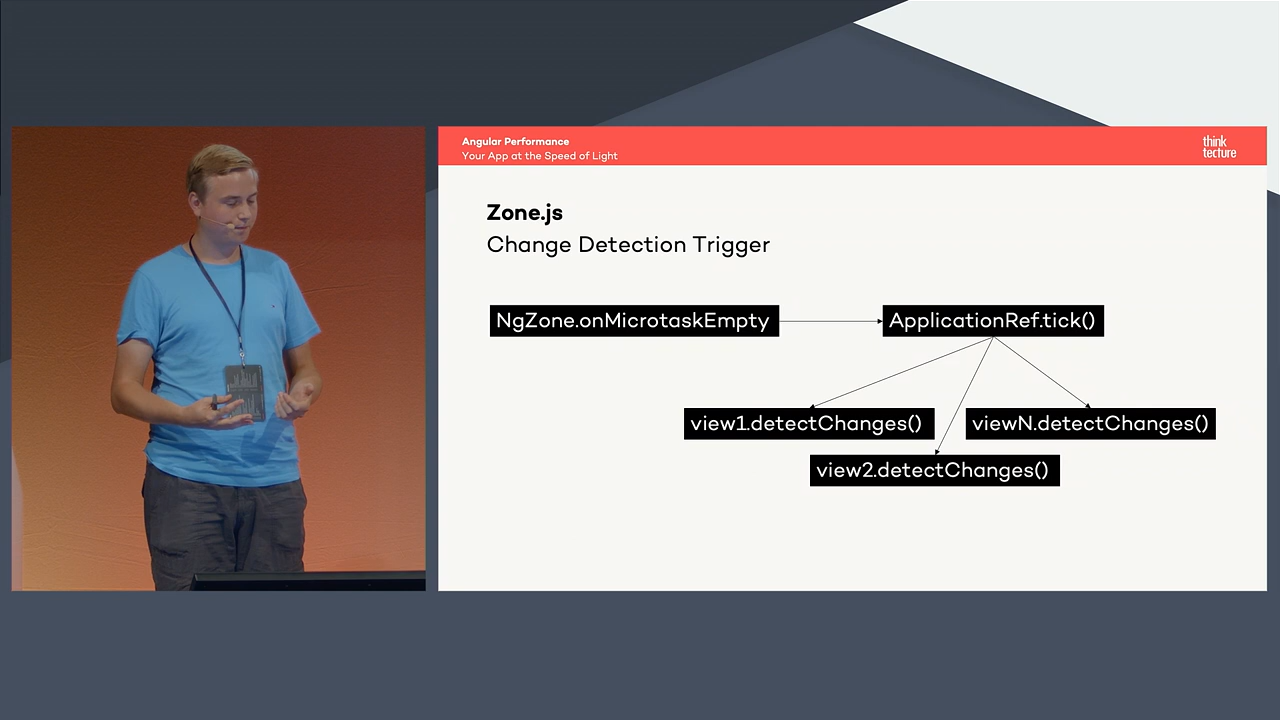 Angular Performance
Your App at the Speed of Light
think
tecture
Zone.js
Change Detection Trigger
NgZone.onMicrotaskEmpty
ApplicationRef.tick()
view1.detectChanges()
viewN.detectChanges()
view2.detectChanges()